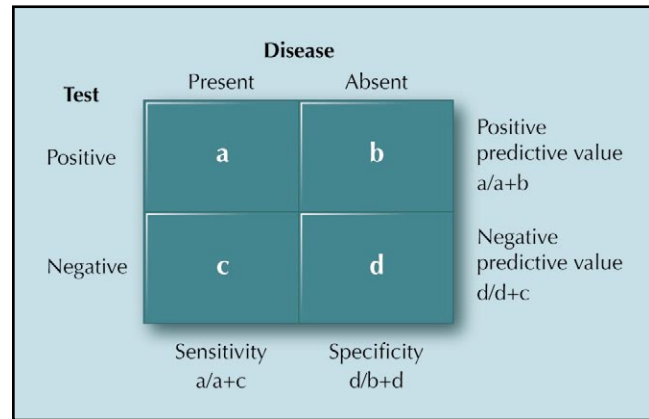 Disease
Test
Present
Absent
Positive
a
b
Positive
predictive value
a/a+b
Negative
c
d
Negative
predictive value
d/d+c
Sensitivity
a/a+c
Specificity
d/b+d